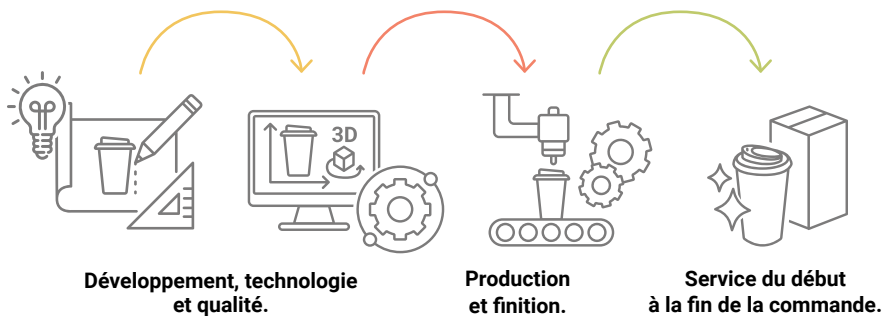 3D
Développement, technologie
et qualité.
Production
et finition.
Service du début
à la fin de la commande.